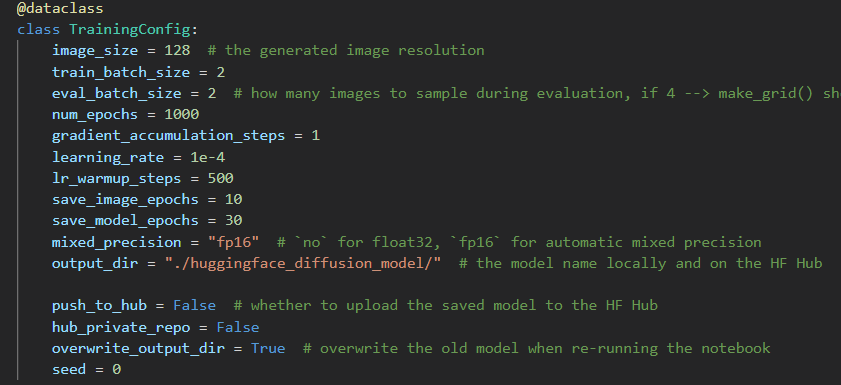 @dataclass
class TrainingConfig:
    image_size = 128  # the generated image resolution
    train_batch_size = 2
    eval_batch_size = 2  # how many images to sample during evaluation, if 4 --> make_grid() sh
    num_epochs = 1000
    gradient_accumulation_steps = 1
    learning_rate = 1e-4
    lr_warmup_steps = 500
    save_image_epochs = 10
    save_model_epochs = 30
    mixed_precision = "fp16"  # `no` for float32, `fp16` for automatic mixed precision
    output_dir = "./huggingface_diffusion_model/"  # the model name locally and on the HF Hub

    push_to_hub = False  # whether to upload the saved model to the HF Hub
    hub_private_repo = False
    overwrite_output_dir = True  # overwrite the old model when re-running the notebook
    seed = 0